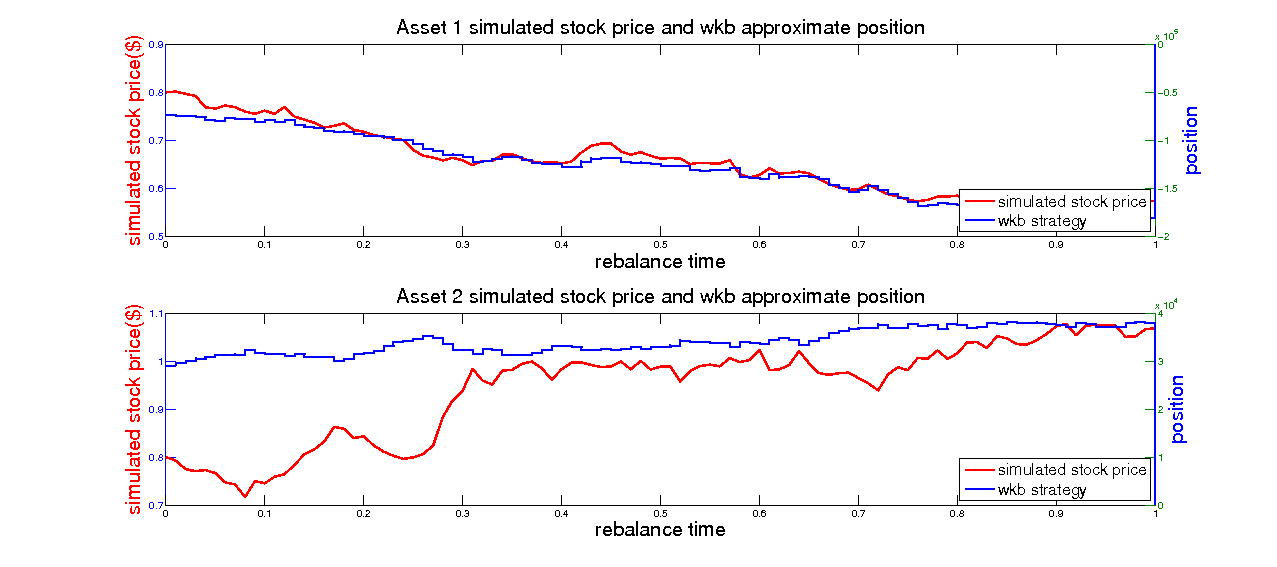 Asset 1 simulated stock price and wkb approximate position
x 10^5
simulated stock price($)
0.9
0.8
0.7
0.6
0.5
0
−0.5
−1
−1.5
−2
position
simulated stock price
wkb strategy
0 0.1 0.2 0.3 0.4 0.5 0.6 0.7 0.8 0.9 1
rebalance time
Asset 2 simulated stock price and wkb approximate position
x 10^4
simulated stock price($)
1.1
1
0.9
0.8
0.7
4
3
2
1
0
position
simulated stock price
wkb strategy
0 0.1 0.2 0.3 0.4 0.5 0.6 0.7 0.8 0.9 1
rebalance time